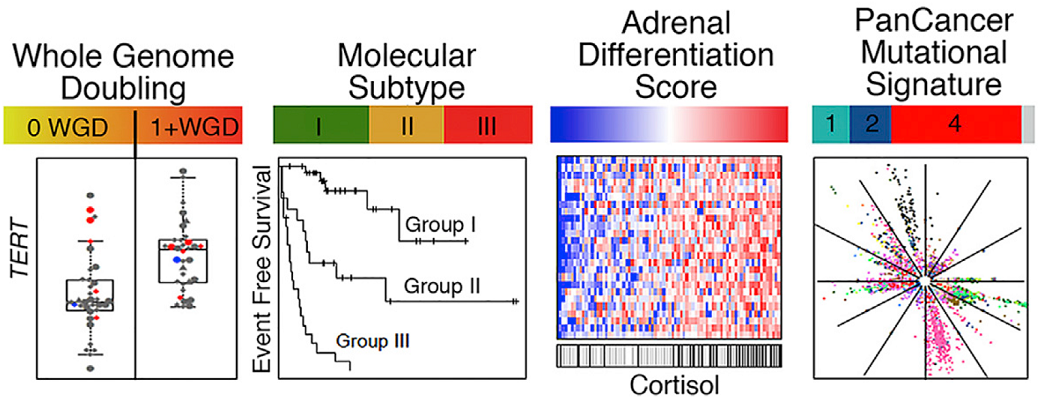 Whole Genome
Doubling
0 WGD
1+WGD
TERT
Molecular
Subtype
I
II
III
Event Free Survival
Group I
Group II
Group III
Adrenal
Differentiation
Score
Cortisol
PanCancer
Mutational
Signature
1
2
4